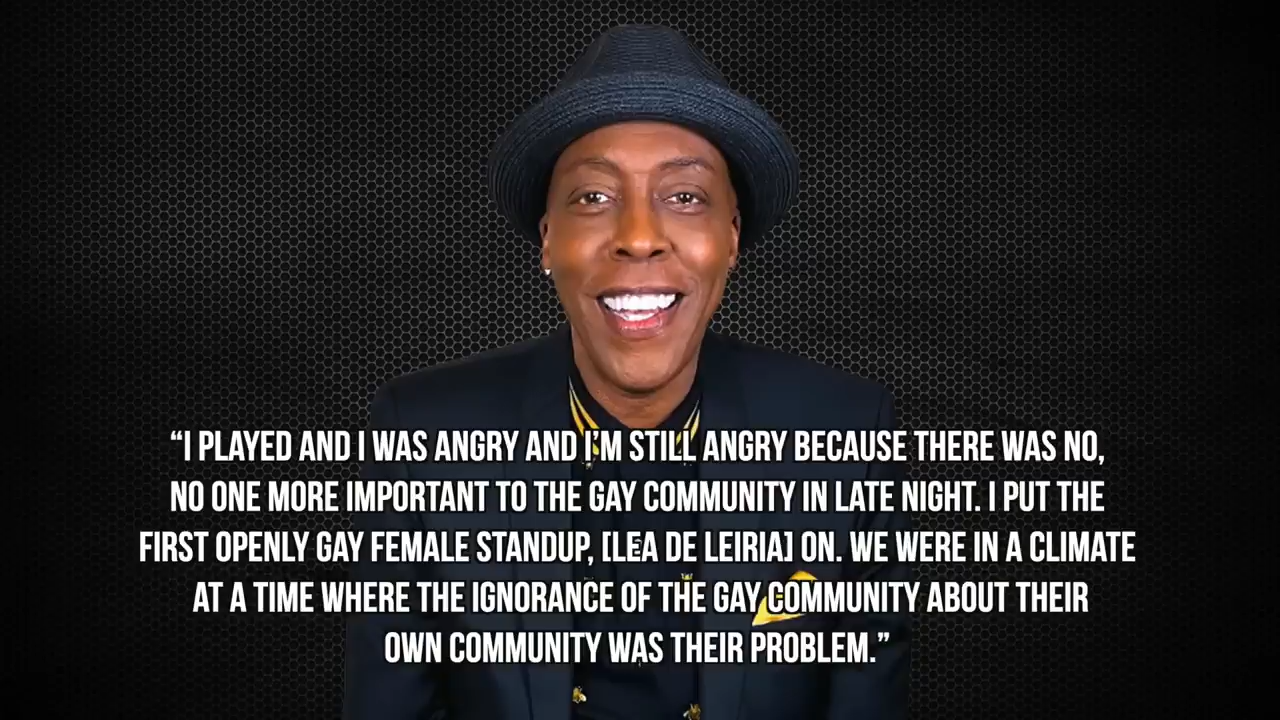 “I PLAYED AND I WAS ANGRY AND I’M STILL ANGRY BECAUSE THERE WAS NO,
NO ONE MORE IMPORTANT TO THE GAY COMMUNITY IN LATE NIGHT. I PUT THE
FIRST OPENLY GAY FEMALE STANDUP, [LEA DE LEIRIA] ON. WE WERE IN A CLIMATE
AT A TIME WHERE THE IGNORANCE OF THE GAY COMMUNITY ABOUT THEIR
OWN COMMUNITY WAS THEIR PROBLEM.”